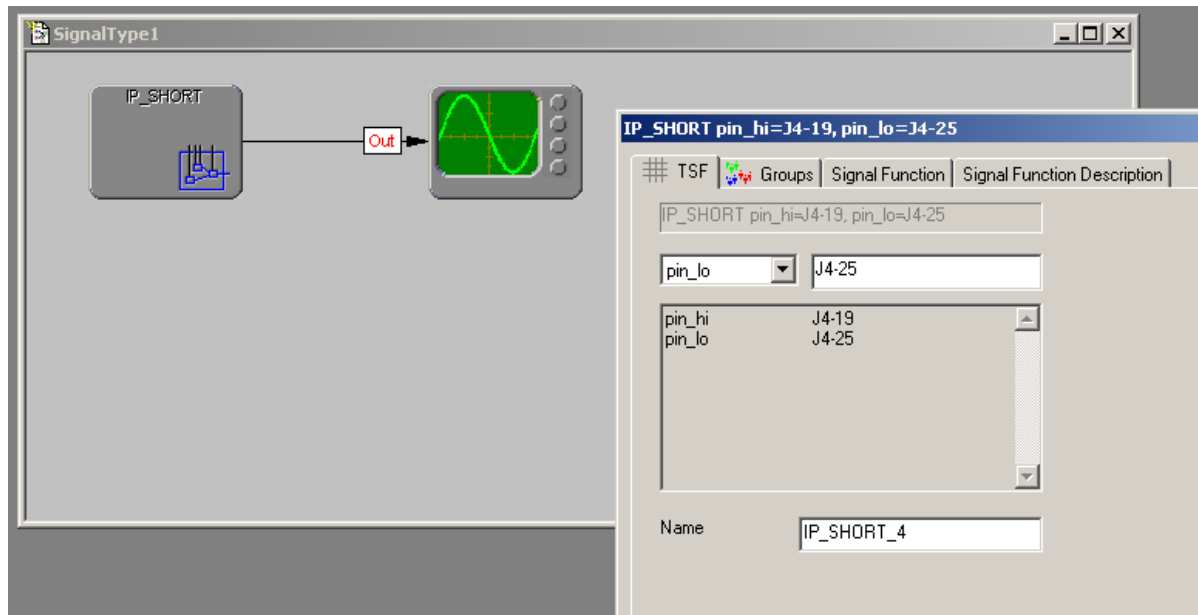 SignalType1
IP_SHORT
Out
IP_SHORT pin_hi=J4-19, pin_lo=J4-25
TSF Groups Signal Function Signal Function Description
IP_SHORT pin_hi=J4-19, pin_lo=J4-25
pin_lo J4-25
pin_hi J4-19
pin_lo J4-25
Name IP_SHORT_4